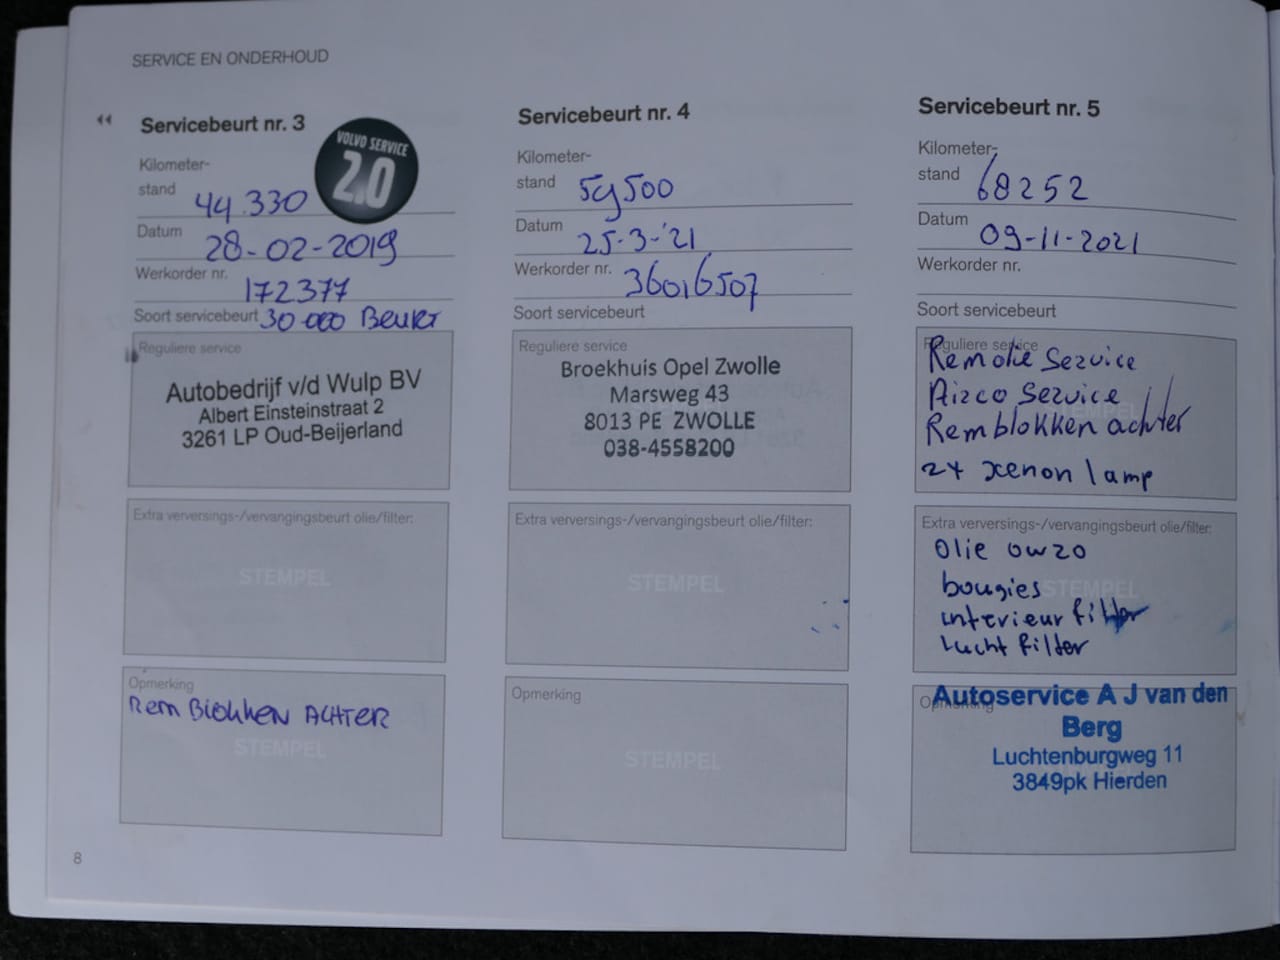 SERVICE EN ONDERHOUD
Servicebeurt nr. 3
VOLVO SERVICE
2.0
Kilometer-
stand 44.330
Datum 28-02-2019
Werkorder nr. 172377
Soort servicebeurt 30 000 Beurt
Reguliere service
Autobedrijf v/d Wulp BV
Albert Einsteinstraat 2
3261 LP Oud-Beijerland
Extra verversings-/vervangingsbeurt olie/filter:
STEMPEL
Opmerking
Rem Blokken ACHTER
STEMPEL
8
Servicebeurt nr. 4
Kilometer-
stand 59500
Datum 25-3-'21
Werkorder nr. 36016507
Soort servicebeurt
Reguliere service
Broekhuis Opel Zwolle
Marsweg 43
8013 PE ZWOLLE
038-4558200
Extra verversings-/vervangingsbeurt olie/filter:
STEMPEL
Opmerking
STEMPEL
Servicebeurt nr. 5
Kilometer-
stand 68252
Datum 09-11-2021
Werkorder nr.
Soort servicebeurt
Reguliere service
Remolie Service
Airco Service
STEMPEL
Remblokken achter
2x xenon lamp
Extra verversings-/vervangingsbeurt olie/filter:
Olie 0W20
bougies
STEMPEL
interieur filter
lucht filter
Opmerking
Autoservice A J van den
Berg
Luchtenburgweg 11
3849pk Hierden